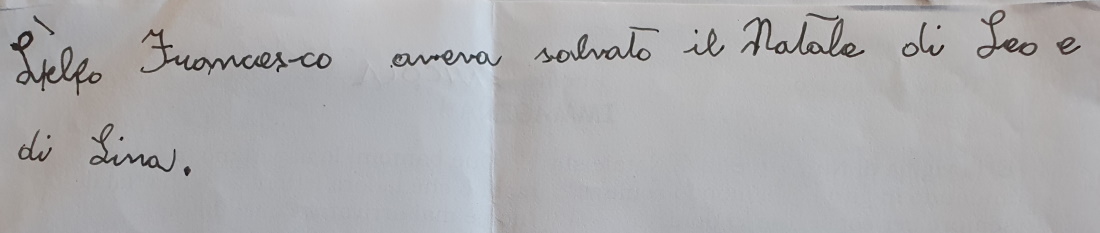 L'elfo Francesco aveva salvato il Natale di Leo e
di Lina.